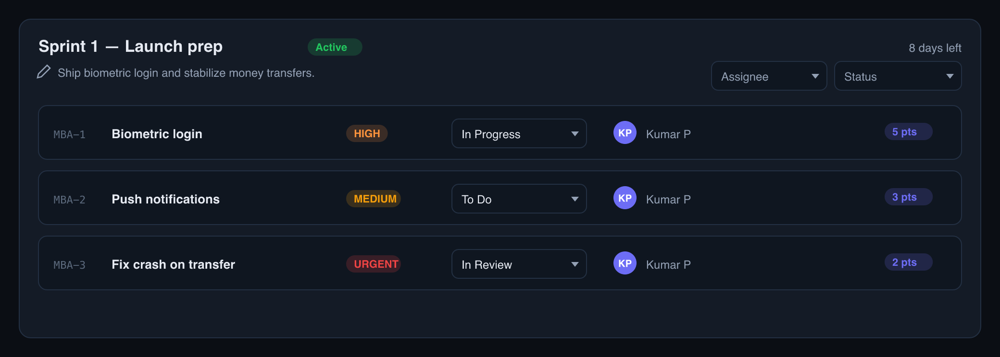 Sprint 1 — Launch prep
Active
8 days left
Ship biometric login and stabilize money transfers.
Assignee
Status
MBA-1 Biometric login HIGH In Progress KP Kumar P 5 pts
MBA-2 Push notifications MEDIUM To Do KP Kumar P 3 pts
MBA-3 Fix crash on transfer URGENT In Review KP Kumar P 2 pts